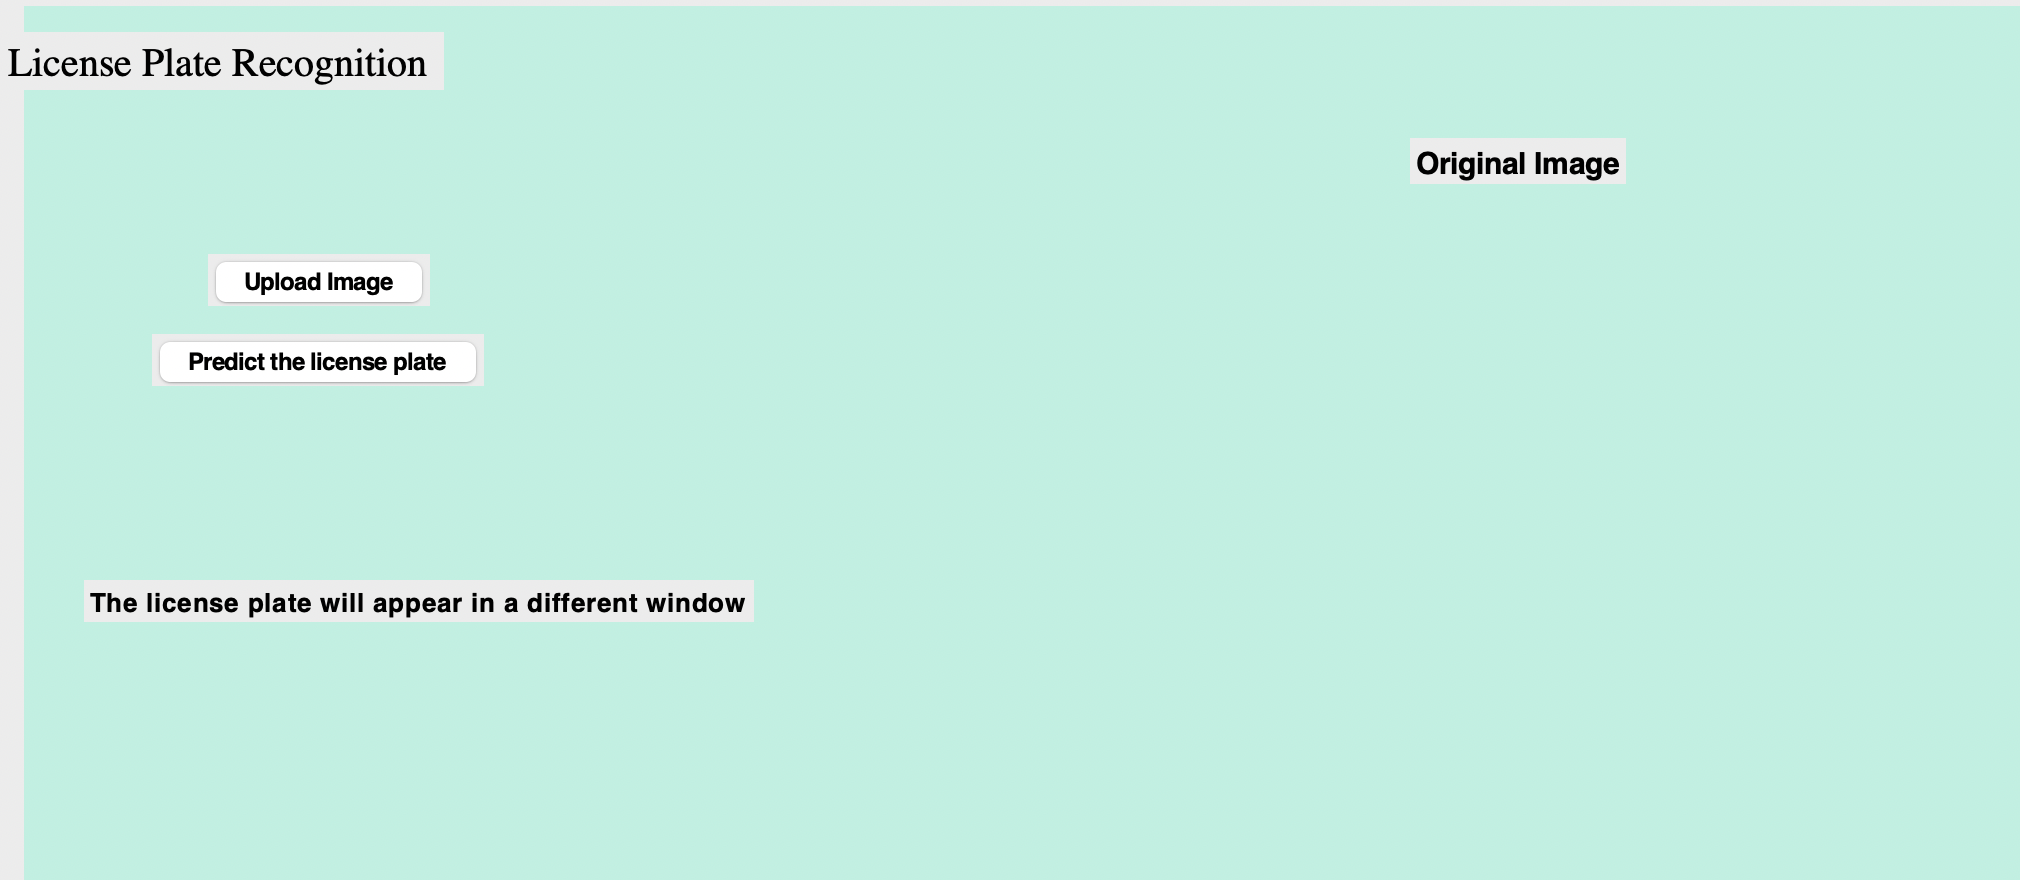 License Plate Recognition
Original Image
Upload Image
Predict the license plate
The license plate will appear in a different window